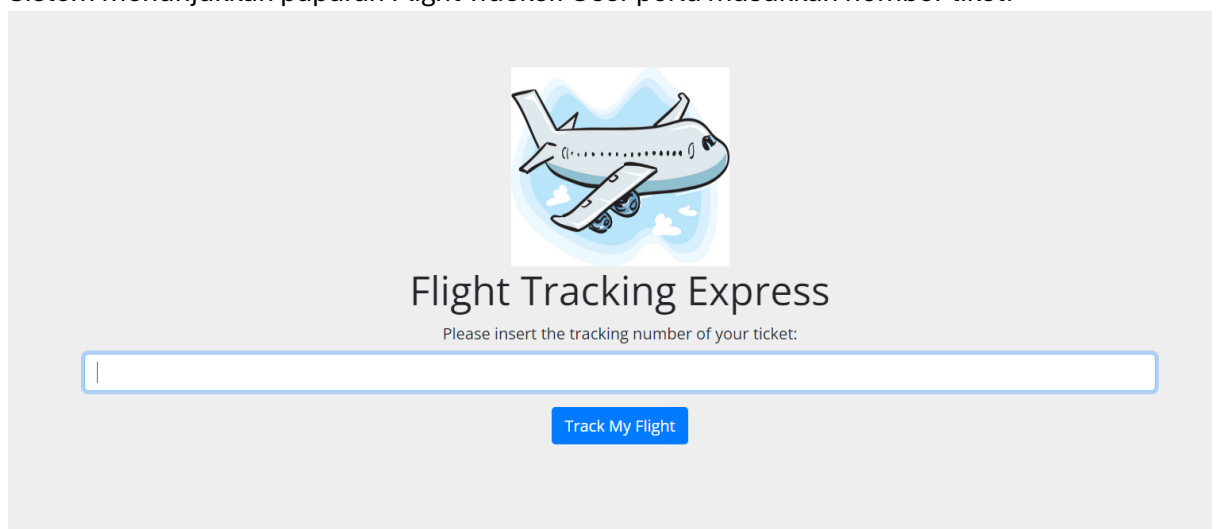 Flight Tracking Express
Please insert the tracking number of your ticket:
Track My Flight